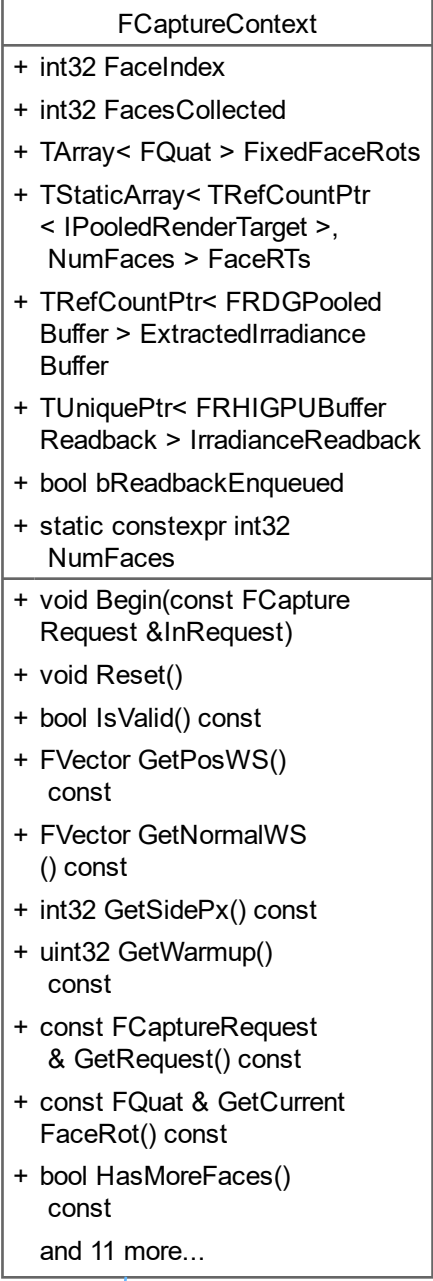 FCaptureContext
+ int32 FaceIndex
+ int32 FacesCollected
+ TArray< FQuat > FixedFaceRots
+ TStaticArray< TRefCountPtr
< IPooledRenderTarget >,
NumFaces > FaceRTs
+ TRefCountPtr< FRDGPooled
Buffer > ExtractedIrradiance
Buffer
+ TUniquePtr< FRHIGPUBuffer
Readback > IrradianceReadback
+ bool bReadbackEnqueued
+ static constexpr int32
NumFaces
+ void Begin(const FCapture
Request &InRequest)
+ void Reset()
+ bool IsValid() const
+ FVector GetPosWS()
const
+ FVector GetNormalWS
() const
+ int32 GetSidePx() const
+ uint32 GetWarmup()
const
+ const FCaptureRequest
& GetRequest() const
+ const FQuat & GetCurrent
FaceRot() const
+ bool HasMoreFaces()
const
and 11 more...